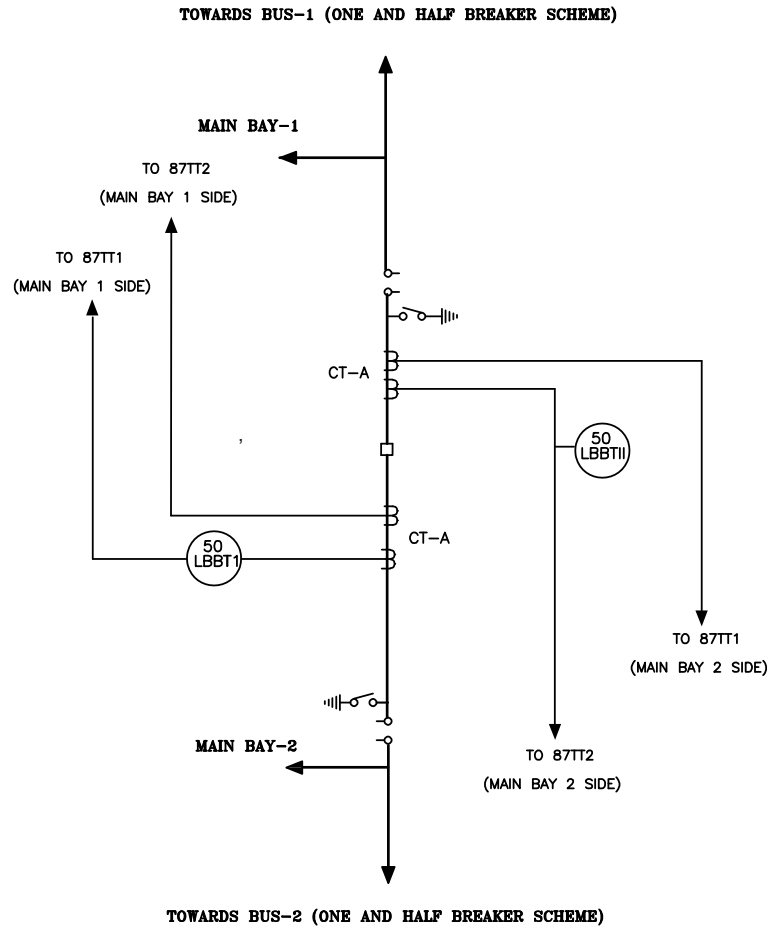 TOWARDS BUS-1 (ONE AND HALF BREAKER SCHEME)
MAIN BAY-1
TO 87TT2
(MAIN BAY 1 SIDE)
TO 87TT1
(MAIN BAY 1 SIDE)
CT-A
50
LBBTII
,
CT-A
50
LBBT1
TO 87TT1
(MAIN BAY 2 SIDE)
MAIN BAY-2
TO 87TT2
(MAIN BAY 2 SIDE)
TOWARDS BUS-2 (ONE AND HALF BREAKER SCHEME)